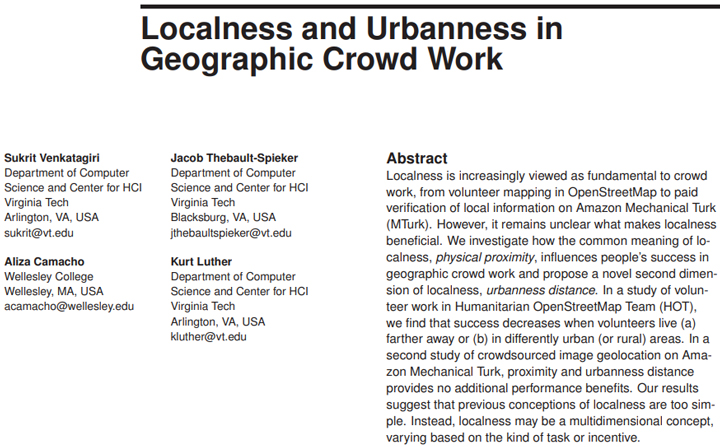 Localness and Urbanness in
Geographic Crowd Work
Sukrit Venkatagiri
Department of Computer
Science and Center for HCI
Virginia Tech
Arlington, VA, USA
sukrit@vt.edu
Jacob Thebault-Spieker
Department of Computer
Science and Center for HCI
Virginia Tech
Blacksburg, VA, USA
jthebaultspieker@vt.edu
Aliza Camacho
Wellesley College
Wellesley, MA, USA
acamacho@wellesley.edu
Kurt Luther
Department of Computer
Science and Center for HCI
Virginia Tech
Arlington, VA, USA
kluther@vt.edu
Abstract
Localness is increasingly viewed as fundamental to crowd
work, from volunteer mapping in OpenStreetMap to paid
verification of local information on Amazon Mechanical Turk
(MTurk). However, it remains unclear what makes localness
beneficial. We investigate how the common meaning of lo-
calness, physical proximity, influences people's success in
geographic crowd work and propose a novel second dimen-
sion of localness, urbanness distance. In a study of volun-
teer work in Humanitarian OpenStreetMap Team (HOT),
we find that success decreases when volunteers live (a)
farther away or (b) in differently urban (or rural) areas. In a
second study of crowdsourced image geolocation on Ama-
zon Mechanical Turk, proximity and urbanness distance
provides no additional performance benefits. Our results
suggest that previous conceptions of localness are too sim-
ple. Instead, localness may be a multidimensional concept,
varying based on the kind of task or incentive.